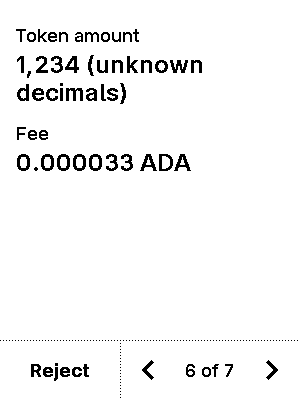 Token amount
1,234 (unknown
decimals)
Fee
0.000033 ADA
Reject
6 of 7